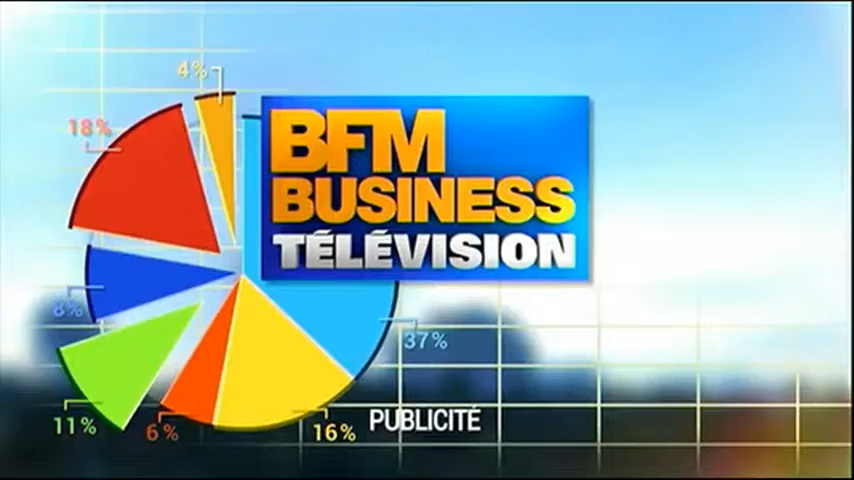 4%
18%
BFM
BUSINESS
TÉLÉVISION
8%
37%
11%
6%
16%
PUBLICITÉ